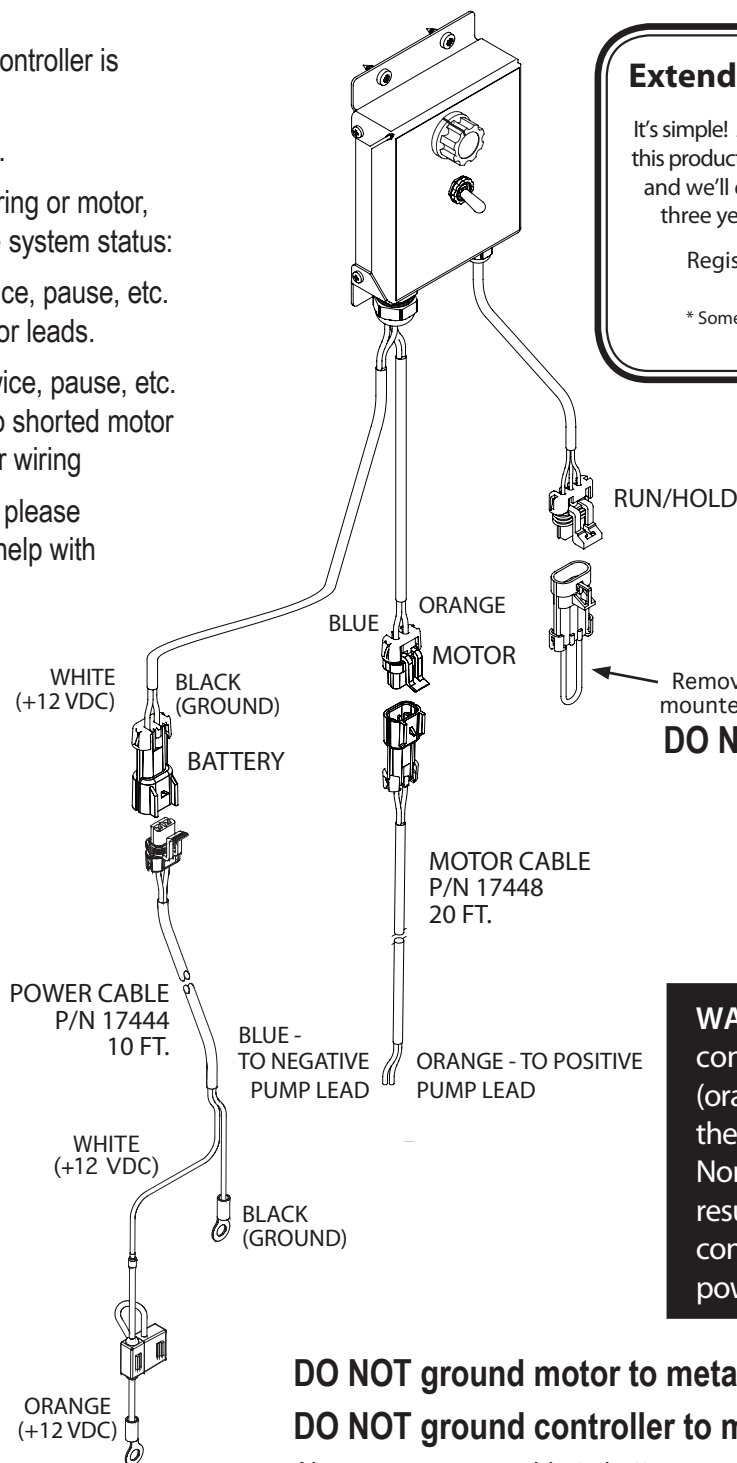 ontroller is
.
ring or motor,
system status:
ce, pause, etc.
or leads.
vice, pause, etc.
o shorted motor
r wiring
please
help with
Extend
It's simple!
this product
and we'll
three ye
Regis
* Some
RUN/HOLD
BLUE
ORANGE
MOTOR
WHITE
(+12 VDC)
BLACK
(GROUND)
BATTERY
Remov
mounte
DO N
MOTOR CABLE
P/N 17448
20 FT.
POWER CABLE
P/N 17444
10 FT.
BLUE -
TO NEGATIVE
PUMP LEAD
ORANGE - TO POSITIVE
PUMP LEAD
WHITE
(+12 VDC)
BLACK
(GROUND)
ORANGE
(+12 VDC)
WA
con
(ora
the
Nor
resu
con
pow
DO NOT ground motor to meta
DO NOT ground controller to m